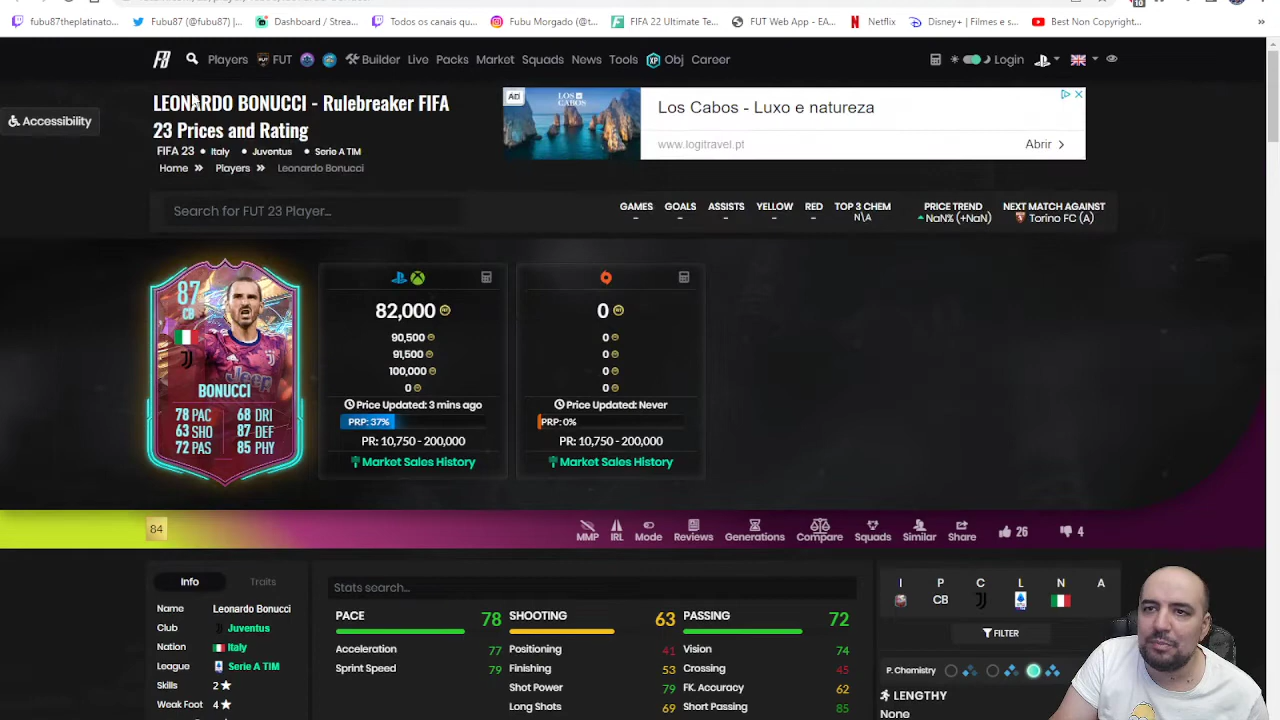 fubu87theplatinato...
Twitter / Fubu87 (@fubu87)
Dashboard / Strea...
Todos os canais qu...
Fubu Morgado (@t...
FIFA 22 Ultimate Te...
FUT Web App - EA...
Netflix
Disney+ | Filmes e s...
Best Non Copyright...
»
10
F8
Players
FUT
Builder
Live
Packs
Market
Squads
News
Tools
XP Obj
Career
Login
LEONARDO BONUCCI - Rulebreaker FIFA
23 Prices and Rating
FIFA 23 • Italy • Juventus • Serie A TIM
Home » Players » Leonardo Bonucci
Accessibility
Ad
LOS
CABOS
Los Cabos - Luxo e natureza
www.logitravel.pt
Abrir >
Search for FUT 23 Player...
GAMES GOALS ASSISTS YELLOW RED TOP 3 CHEM PRICE TREND NEXT MATCH AGAINST
- - - - - N\A NaN% (+NaN) Torino FC (A)
87
CB
Jeep
BONUCCI
78 PAC 68 DRI
63 SHO 87 DEF
72 PAS 85 PHY
82,000
90,500
91,500
100,000
0
Price Updated: 3 mins ago
PRP: 37%
PR: 10,750 - 200,000
Market Sales History
0
0
0
0
0
Price Updated: Never
PRP: 0%
PR: 10,750 - 200,000
Market Sales History
84
MMP
IRL
Mode
Reviews
Generations
Compare
Squads
Similar
Share
26
4
Info Traits
Name Leonardo Bonucci
Club Juventus
Nation Italy
League Serie A TIM
Skills 2★
Weak Foot 4★
Stats search...
PACE 78
Acceleration 77
Sprint Speed 79
SHOOTING 63
Positioning 41
Finishing 53
Shot Power 79
Long Shots 69
PASSING 72
Vision 74
Crossing 45
FK. Accuracy 62
Short Passing 85
I P C L N A
CB
FILTER
P. Chemistry
LENGTHY
None